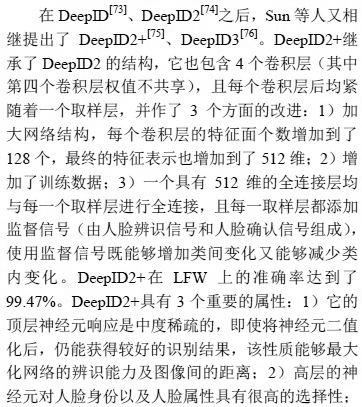 在 DeepID[73]、DeepID2[74]之后，Sun 等人又相
继提出了 DeepID2+[75]、DeepID3[76]。DeepID2+继
承了 DeepID2 的结构，它也包含 4 个卷积层（其中
第四个卷积层权值不共享），且每个卷积层后均紧
随着一个取样层，并作了 3 个方面的改进：1）加
大网络结构，每个卷积层的特征面个数增加到了
128 个，最终的特征表示也增加到了 512 维；2）增
加了训练数据；3）一个具有 512 维的全连接层均
与每一个取样层进行全连接，且每一取样层都添加
监督信号（由人脸辨识信号和人脸确认信号组成），
使用监督信号既能够增加类间变化又能够减少类
内变化。DeepID2+在 LFW 上的准确率达到了
99.47%。DeepID2+具有 3 个重要的属性：1）它的
顶层神经元响应是中度稀疏的，即使将神经元二值
化后，仍能获得较好的识别结果，该性质能够最大
化网络的辨识能力及图像间的距离；2）高层的神
经元对人脸身份以及人脸属性具有很高的选择性；